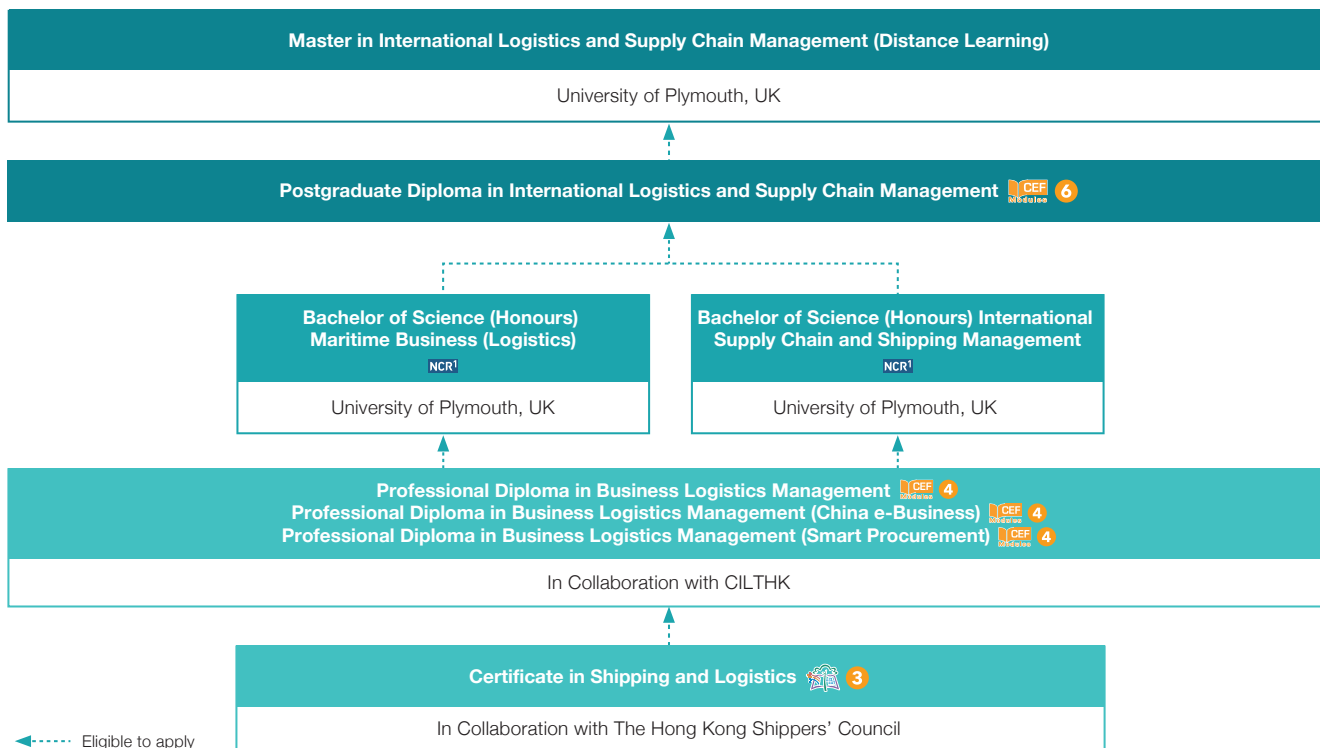 Master in International Logistics and Supply Chain Management (Distance Learning)
University of Plymouth, UK
Postgraduate Diploma in International Logistics and Supply Chain Management CEF Modules 6
Bachelor of Science (Honours)
Maritime Business (Logistics)
NCR1
University of Plymouth, UK
Bachelor of Science (Honours) International
Supply Chain and Shipping Management
NCR1
University of Plymouth, UK
Professional Diploma in Business Logistics Management CEF Modules 4
Professional Diploma in Business Logistics Management (China e-Business) CEF Modules 4
Professional Diploma in Business Logistics Management (Smart Procurement) CEF Modules 4
In Collaboration with CILTHK
Certificate in Shipping and Logistics 3
In Collaboration with The Hong Kong Shippers’ Council
Eligible to apply